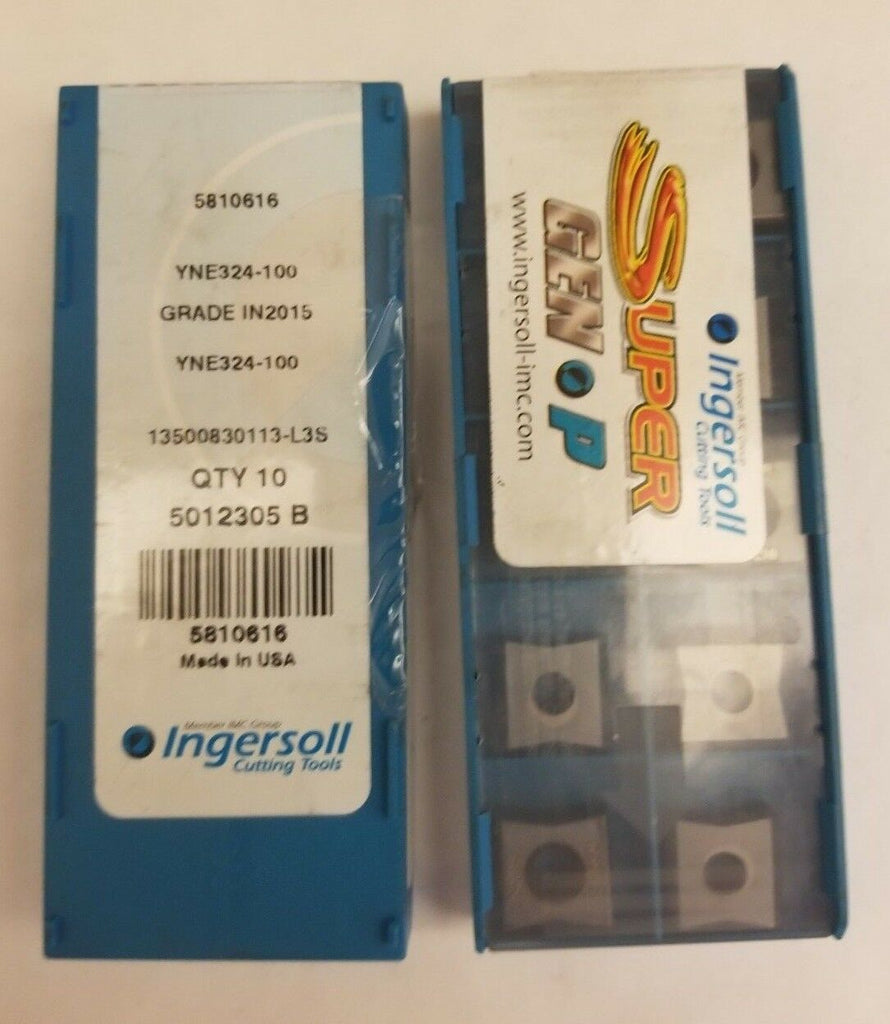 5810616
YNE324-100
GRADE IN2015
YNE324-100
13500830113-L3S
QTY 10
5012305 B
5810616
Made In USA
Member IMC Group
Ingersoll
Cutting Tools
Member IMC Group
Ingersoll
Cutting Tools
SUPER
GEN P
www.ingersoll-imc.com